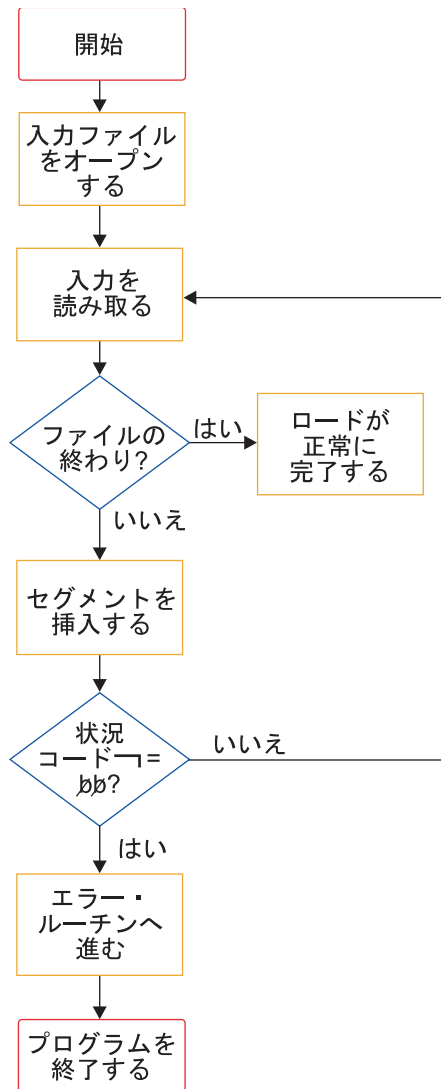 開始
入力ファイル
をオープン
する
入力を
読み取る
ファイルの
終わり?
はい
ロードが
正常に
完了する
いいえ
セグメントを
挿入する
状況
コード¬=
ƀƀ?
いいえ
はい
エラー・
ルーチンへ
進む
プログラムを
終了する